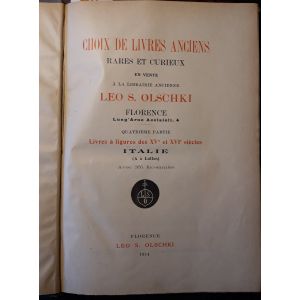 CHOIX DE LIVRES ANCIENS
RARES ET CURIEUX
EN VENTE
À LA LIBRAIRIE ANCIENNE
LEO S. OLSCHKI
FLORENCE
Lung'Arno Acciaioli, 4
QUATRIÈME PARTIE
Livres à figures des XVe et XVIe siècles
ITALIE
FLORENCE
LEO S. OLSCHKI
1914